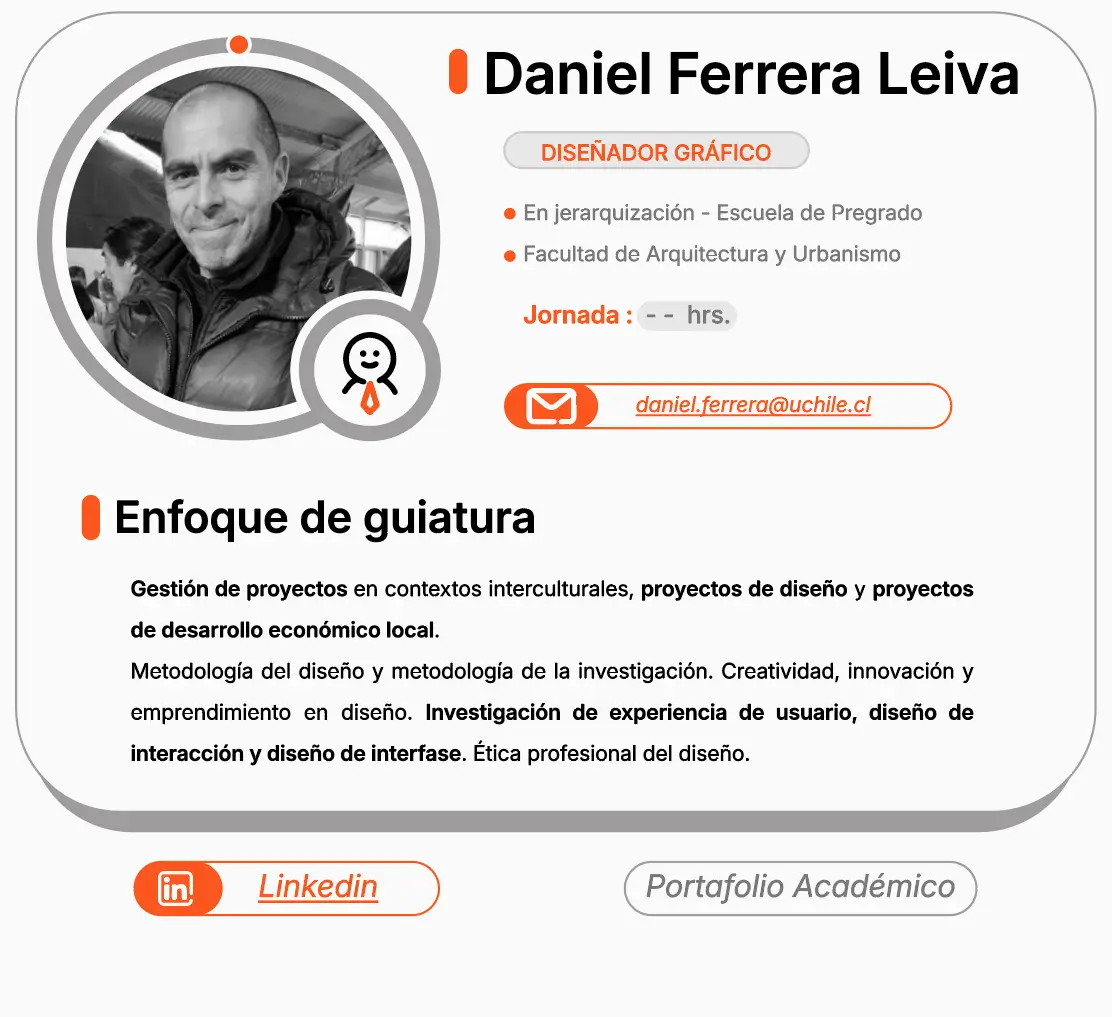 Daniel Ferrera Leiva
DISEÑADOR GRÁFICO
En jerarquización - Escuela de Pregrado
Facultad de Arquitectura y Urbanismo
Jornada : - - hrs.
daniel.ferrera@uchile.cl
Enfoque de guiatura
Gestión de proyectos en contextos interculturales, proyectos de diseño y proyectos
de desarrollo económico local.
Metodología del diseño y metodología de la investigación. Creatividad, innovación y
emprendimiento en diseño. Investigación de experiencia de usuario, diseño de
interacción y diseño de interfase. Ética profesional del diseño.
in
Linkedin
Portafolio Académico